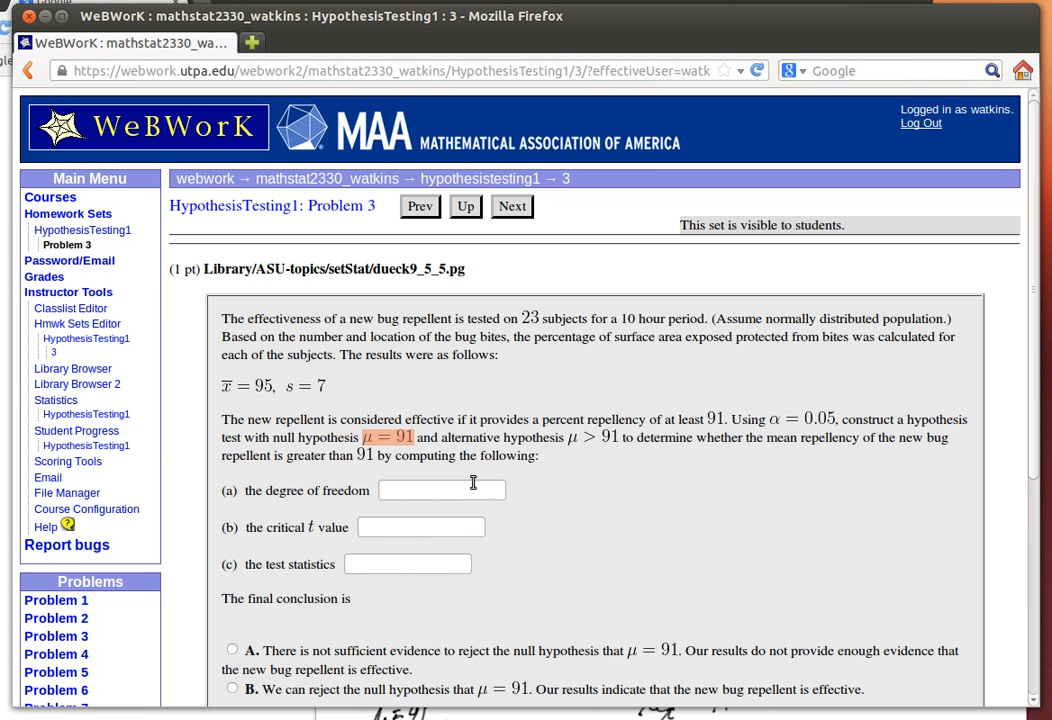 WeBWorK : mathstat2330_watkins : HypothesisTesting1 : 3 - Mozilla Firefox
WeBWorK : mathstat2330_wa...
https://webwork.utpa.edu/webwork2/mathstat2330_watkins/HypothesisTesting1/3/?effectiveUser=watk
Google
WeBWorK
MAA MATHEMATICAL ASSOCIATION OF AMERICA
Logged in as watkins.
Log Out
Main Menu
Courses
Homework Sets
HypothesisTesting1
Problem 3
Password/Email
Grades
Instructor Tools
Classlist Editor
Hmwk Sets Editor
HypothesisTesting1
3
Library Browser
Library Browser 2
Statistics
HypothesisTesting1
Student Progress
HypothesisTesting1
Scoring Tools
Email
File Manager
Course Configuration
Help ?
Report bugs
Problems
Problem 1
Problem 2
Problem 3
Problem 4
Problem 5
Problem 6
webwork → mathstat2330_watkins → hypothesistesting1 → 3
HypothesisTesting1: Problem 3
Prev Up Next
This set is visible to students.
(1 pt) Library/ASU-topics/setStat/dueck9_5_5.pg
The effectiveness of a new bug repellent is tested on 23 subjects for a 10 hour period. (Assume normally distributed population.)
Based on the number and location of the bug bites, the percentage of surface area exposed protected from bites was calculated for
each of the subjects. The results were as follows:
x̅ = 95, s = 7
The new repellent is considered effective if it provides a percent repellency of at least 91. Using α = 0.05, construct a hypothesis
test with null hypothesis μ = 91 and alternative hypothesis μ > 91 to determine whether the mean repellency of the new bug
repellent is greater than 91 by computing the following:
(a) the degree of freedom
(b) the critical t value
(c) the test statistics
The final conclusion is
A. There is not sufficient evidence to reject the null hypothesis that μ = 91. Our results do not provide enough evidence that
the new bug repellent is effective.
B. We can reject the null hypothesis that μ = 91. Our results indicate that the new bug repellent is effective.